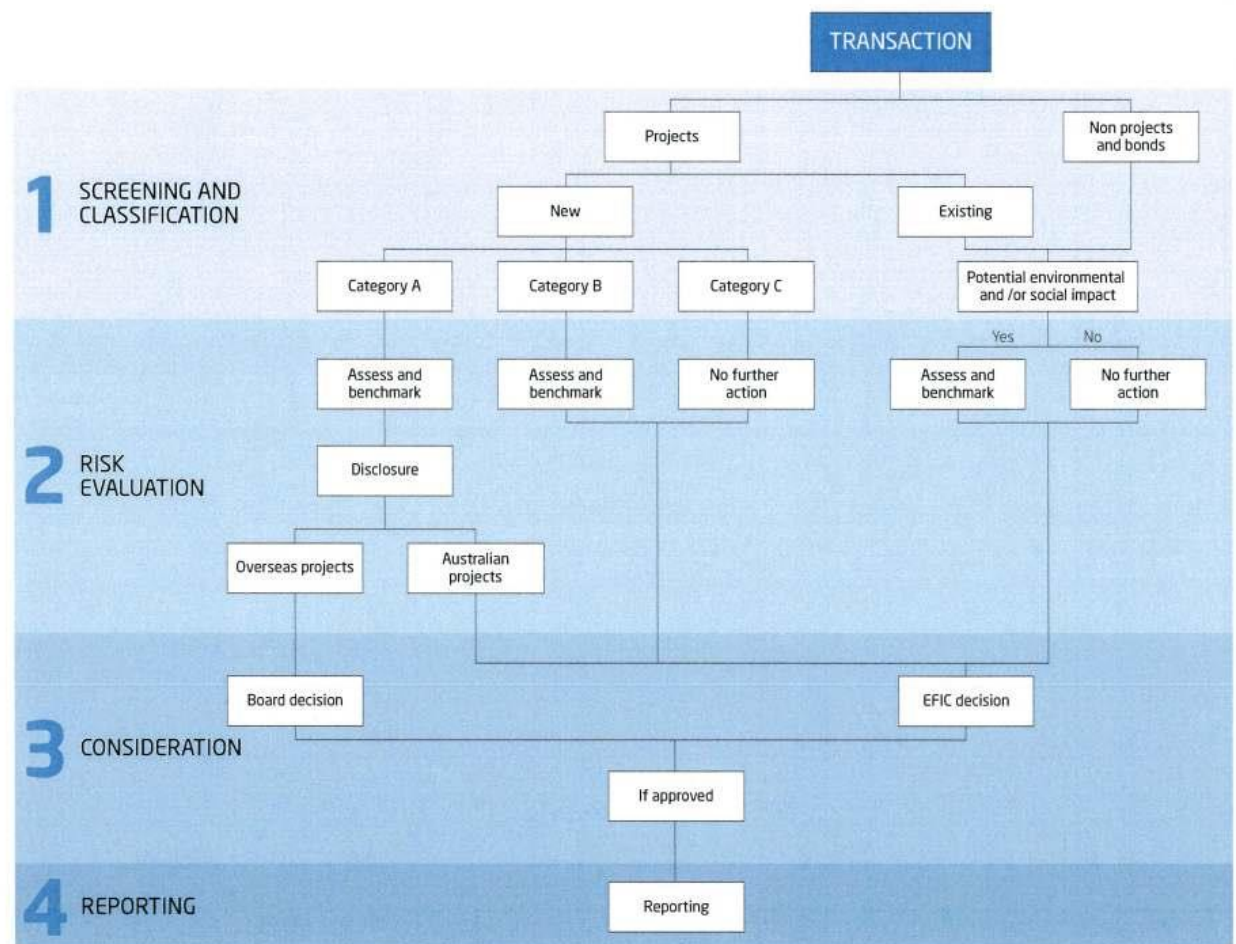 TRANSACTION
Projects
Non projects
and bonds
1
SCREENING AND
CLASSIFICATION
New
Existing
Category A
Category B
Category C
Potential environmental
and /or social impact
Yes
No
Assess and
benchmark
Assess and
benchmark
No further
action
Assess and
benchmark
No further
action
2
RISK
EVALUATION
Disclosure
Overseas projects
Australian
projects
Board decision
EFIC decision
3
CONSIDERATION
If approved
4
REPORTING
Reporting